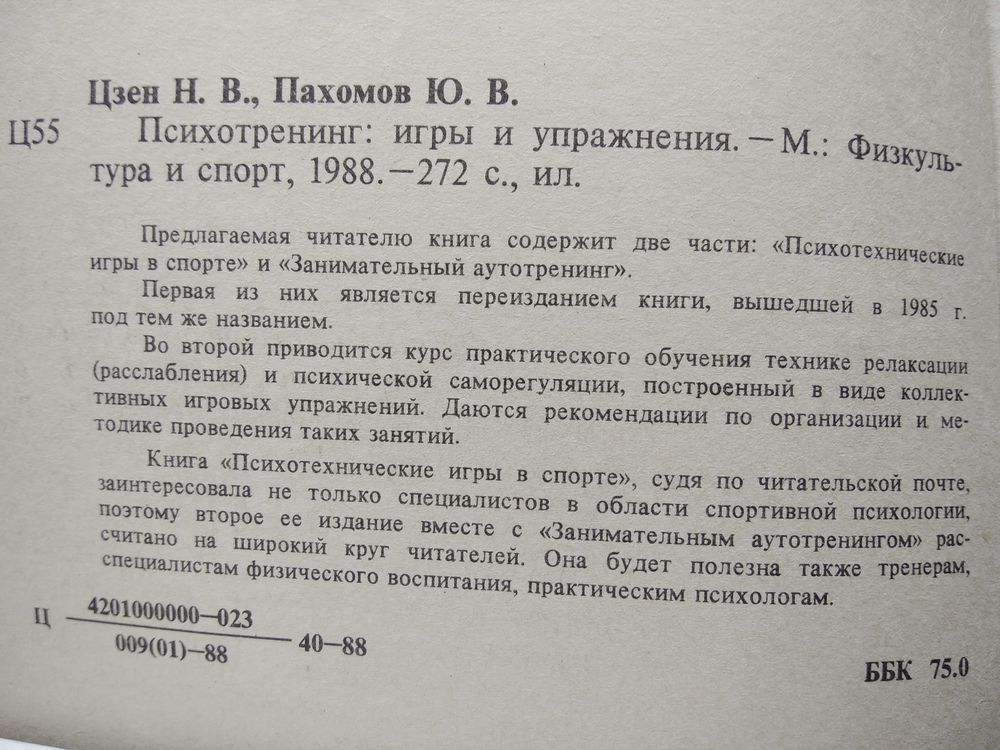 Цзен Н. В., Пахомов Ю. В.
Ц55 Психотренинг: игры и упражнения. — М.: Физкуль-
тура и спорт, 1988.—272 с., ил.
Предлагаемая читателю книга содержит две части: «Психотехнические
игры в спорте» и «Занимательный аутотренинг».
Первая из них является переизданием книги, вышедшей в 1985 г.
под тем же названием.
Во второй приводится курс практического обучения технике релаксации
(расслабления) и психической саморегуляции, построенный в виде коллек-
тивных игровых упражнений. Даются рекомендации по организации и ме-
тодике проведения таких занятий.
Книга «Психотехнические игры в спорте», судя по читательской почте,
заинтересовала не только специалистов в области спортивной психологии,
поэтому второе ее издание вместе с «Занимательным аутотренингом» рас-
считано на широкий круг читателей. Она будет полезна также тренерам,
специалистам физического воспитания, практическим психологам.
Ц 4201000000—023
009(01)—88 — 40—88
ББК 75.0